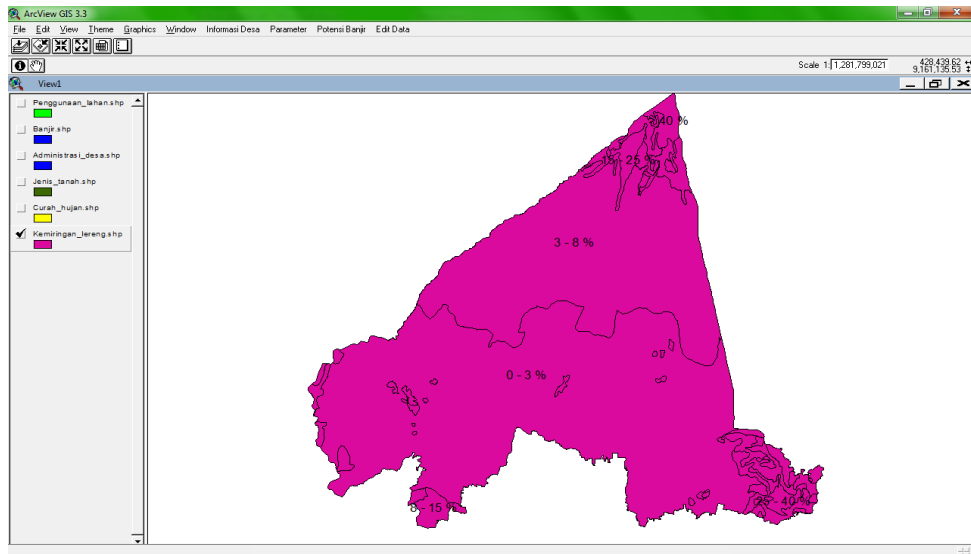 ArcView GIS 3.3
File Edit View Theme Graphics Window Informasi Desa Parameter Potensi Banjir Edit Data
Scale 1: 1,281,799,021
428,439.62
9,161,135.53
View1
Penggunaan_lahan.shp
Banjir.shp
Administrasi_desa.shp
Jenis_tanah.shp
Curah_hujan.shp
Kemiringan_lereng.shp
40 %
15 - 25 %
3 - 8 %
0 - 3 %
8 - 15 %
25 - 40 %